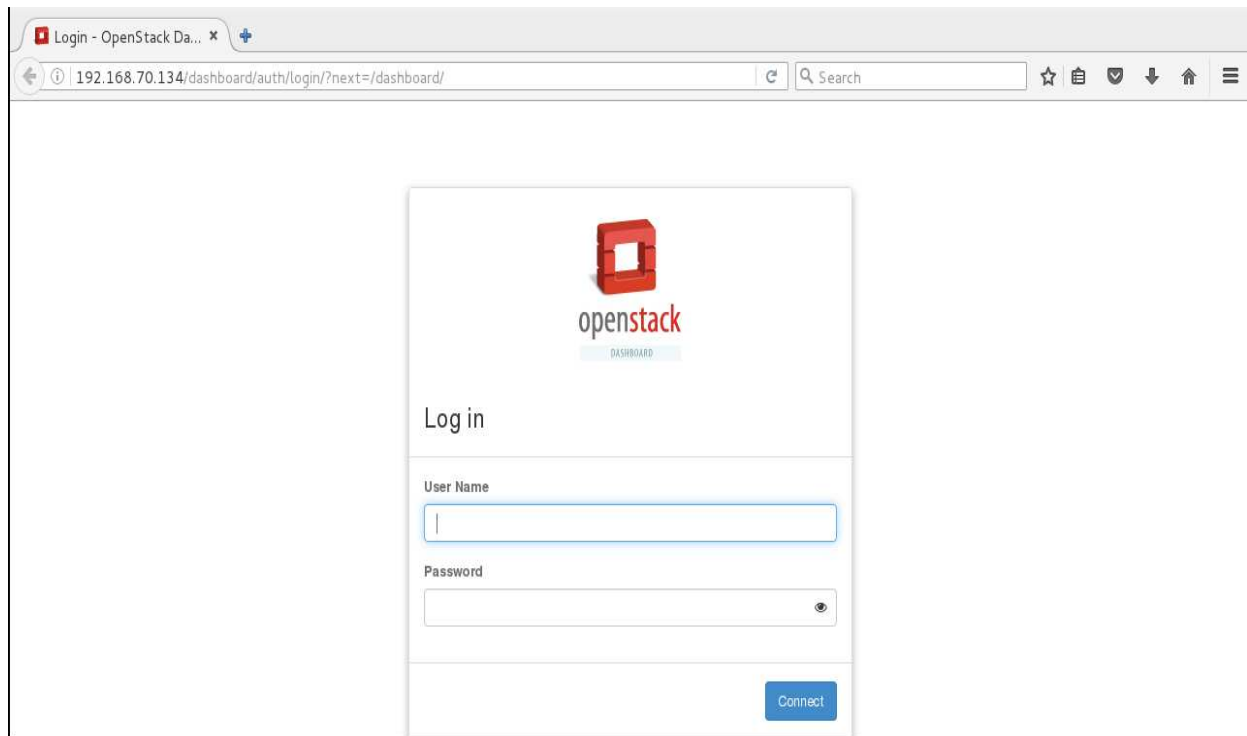 Login - OpenStack Da...
192.168.70.134/dashboard/auth/login/?next=/dashboard/
Search
openstack
DASHBOARD
Log in
User Name
Password
Connect